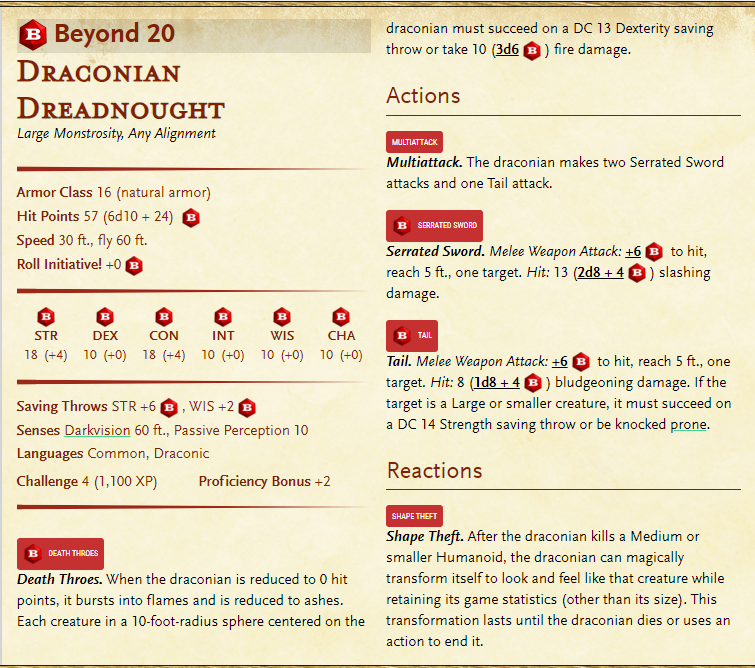 B Beyond 20
Draconian
Dreadnought
Large Monstrosity, Any Alignment
Armor Class 16 (natural armor)
Hit Points 57 (6d10 + 24) B
Speed 30 ft., fly 60 ft.
Roll Initiative! +0 B
B B B B B B
STR DEX CON INT WIS CHA
18 (+4) 10 (+0) 18 (+4) 10 (+0) 10 (+0) 10 (+0)
Saving Throws STR +6 B , WIS +2 B
Senses Darkvision 60 ft., Passive Perception 10
Languages Common, Draconic
Challenge 4 (1,100 XP) Proficiency Bonus +2
B DEATH THROES
Death Throes. When the draconian is reduced to 0 hit
points, it bursts into flames and is reduced to ashes.
Each creature in a 10-foot-radius sphere centered on the
draconian must succeed on a DC 13 Dexterity saving
throw or take 10 (3d6 B ) fire damage.
Actions
MULTIATTACK
Multiattack. The draconian makes two Serrated Sword
attacks and one Tail attack.
B SERRATED SWORD
Serrated Sword. Melee Weapon Attack: +6 B to hit,
reach 5 ft., one target. Hit: 13 (2d8 + 4 B ) slashing
damage.
B TAIL
Tail. Melee Weapon Attack: +6 B to hit, reach 5 ft., one
target. Hit: 8 (1d8 + 4 B ) bludgeoning damage. If the
target is a Large or smaller creature, it must succeed on
a DC 14 Strength saving throw or be knocked prone.
Reactions
SHAPE THEFT
Shape Theft. After the draconian kills a Medium or
smaller Humanoid, the draconian can magically
transform itself to look and feel like that creature while
retaining its game statistics (other than its size). This
transformation lasts until the draconian dies or uses an
action to end it.